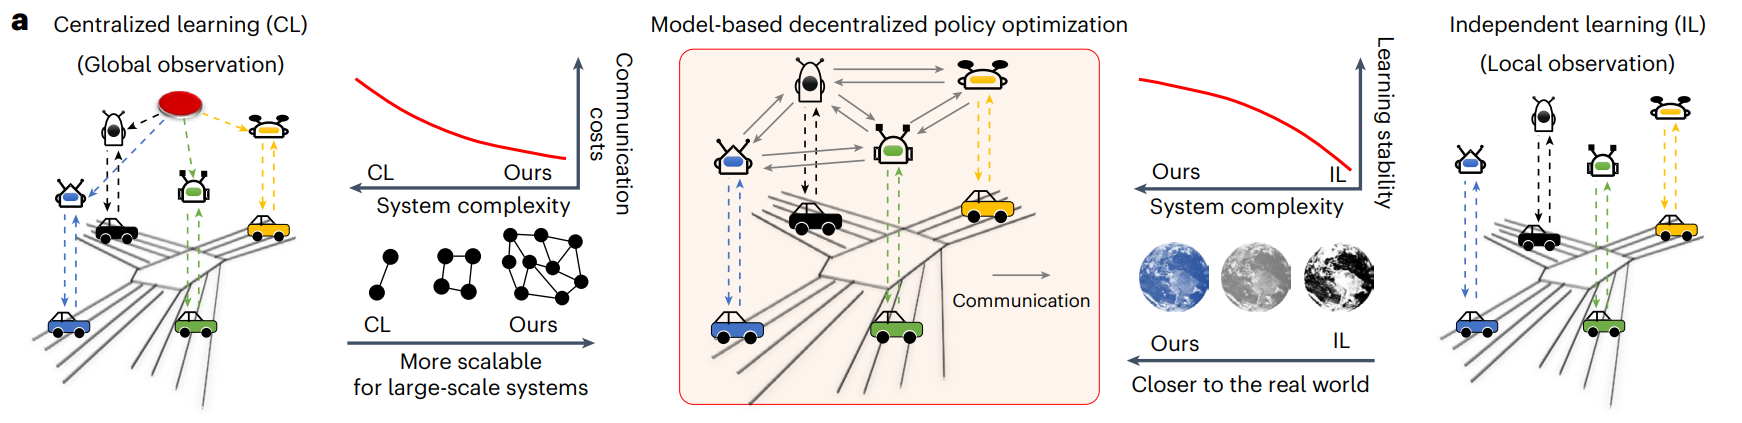 a
Centralized learning (CL)
(Global observation)
Communication
costs
CL
Ours
System complexity
CL
Ours
More scalable
for large-scale systems
Model-based decentralized policy optimization
Communication
Learning stability
Ours
IL
System complexity
Ours
IL
Closer to the real world
Independent learning (IL)
(Local observation)